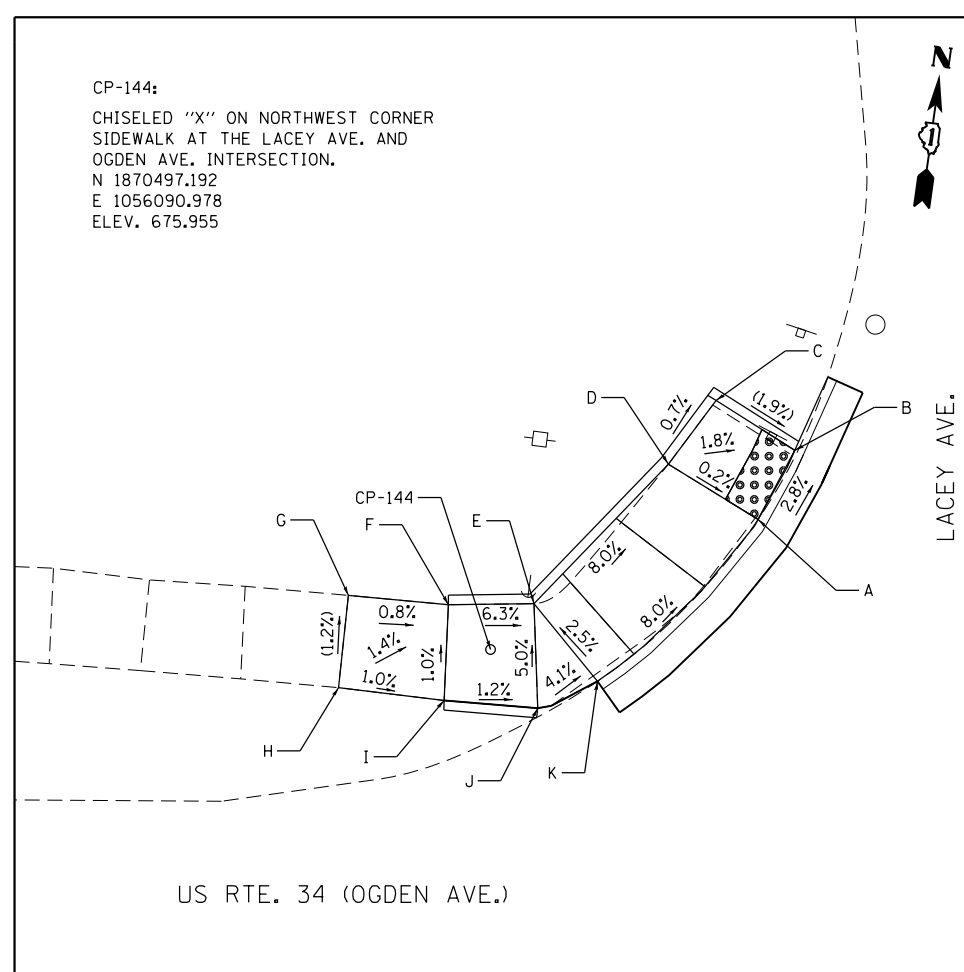 N
1
CP-144:
CHISELED "X" ON NORTHWEST CORNER
SIDEWALK AT THE LACEY AVE. AND
OGDEN AVE. INTERSECTION.
N 1870497.192
E 1056090.978
ELEV. 675.955
C
D
0.7%
(1.9%)
B
1.8%
0.2%
2.8%
LACEY AVE.
CP-144
G
F
E
8.0%
A
8.0%
0.8%
6.3%
(1.2%)
1.4%
1.0%
5.0%
2.5%
1.0%
1.2%
4.1%
H
I
J
K
US RTE. 34 (OGDEN AVE.)